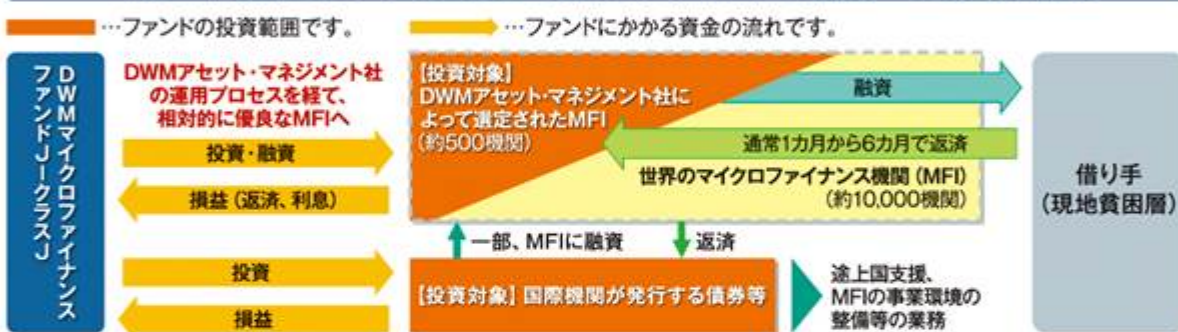 …ファンドの投資範囲です。
…ファンドにかかる資金の流れです。
DWMマイクロファイナンス
ファンドJークラスJ
DWMアセット・マネジメント社
の運用プロセスを経て、
相対的に優良なMFIへ
投資・融資
損益(返済、利息)
投資
損益
【投資対象】
DWMアセット・マネジメント社に
よって選定されたMFI
(約500機関)
融資
通常1カ月から6カ月で返済
世界のマイクロファイナンス機関(MFI)
(約10,000機関)
一部、MFIに融資
返済
【投資対象】国際機関が発行する債券等
途上国支援、
MFIの事業環境の
整備等の業務
借り手
(現地貧困層)